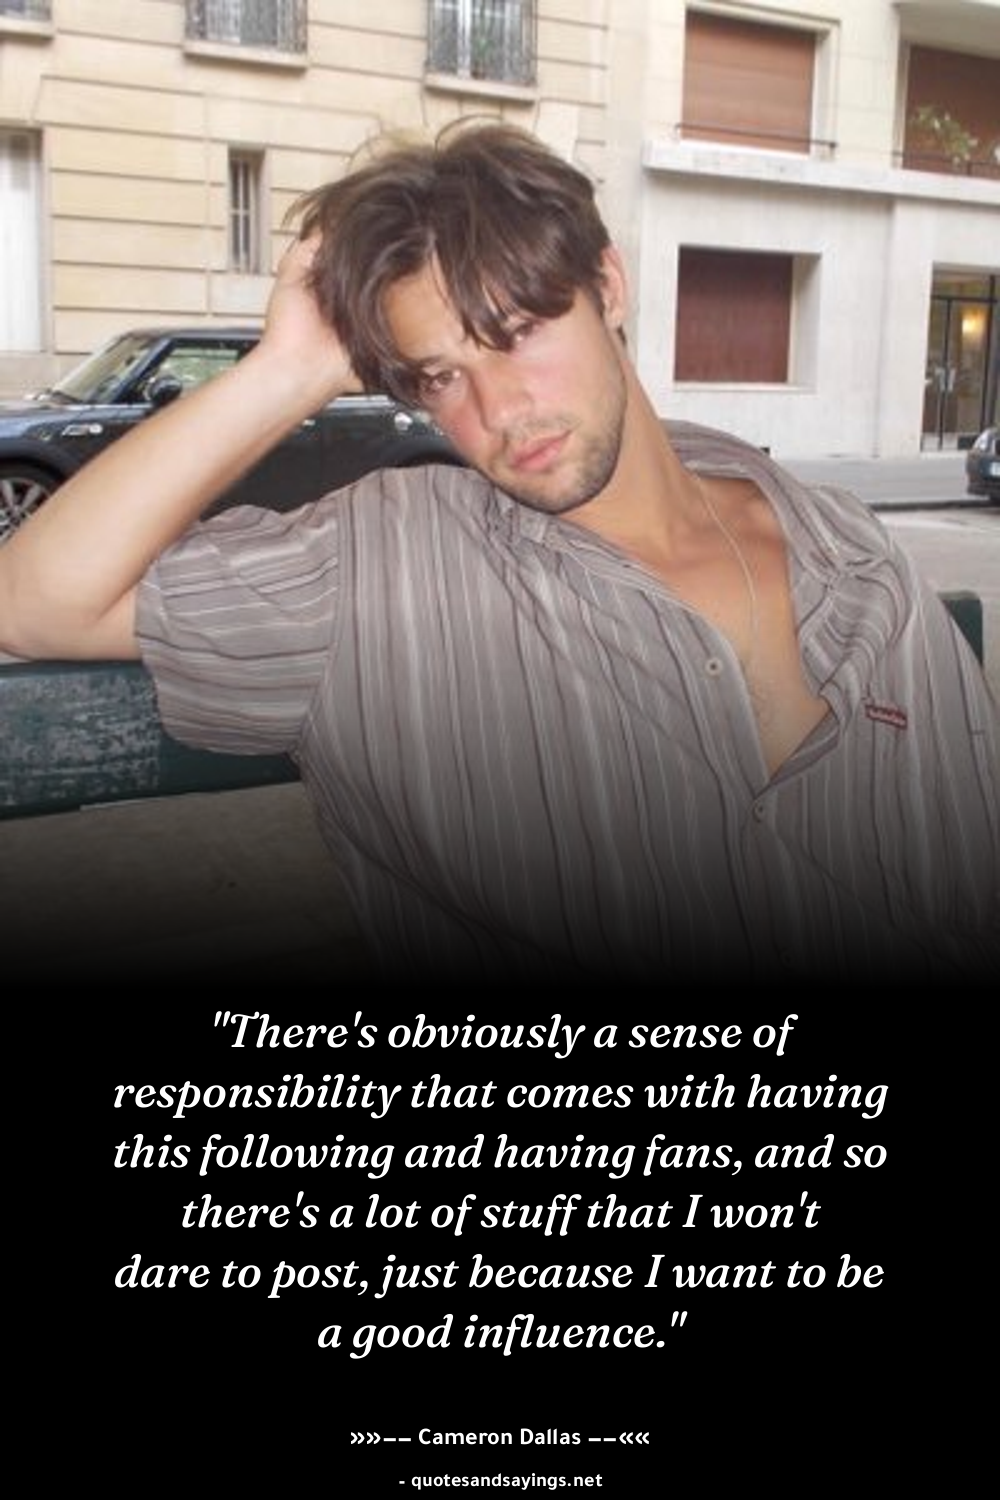 "There's obviously a sense of
responsibility that comes with having
this following and having fans, and so
there's a lot of stuff that I won't
dare to post, just because I want to be
a good influence."
»»–– Cameron Dallas ––««
- quotesandsayings.net